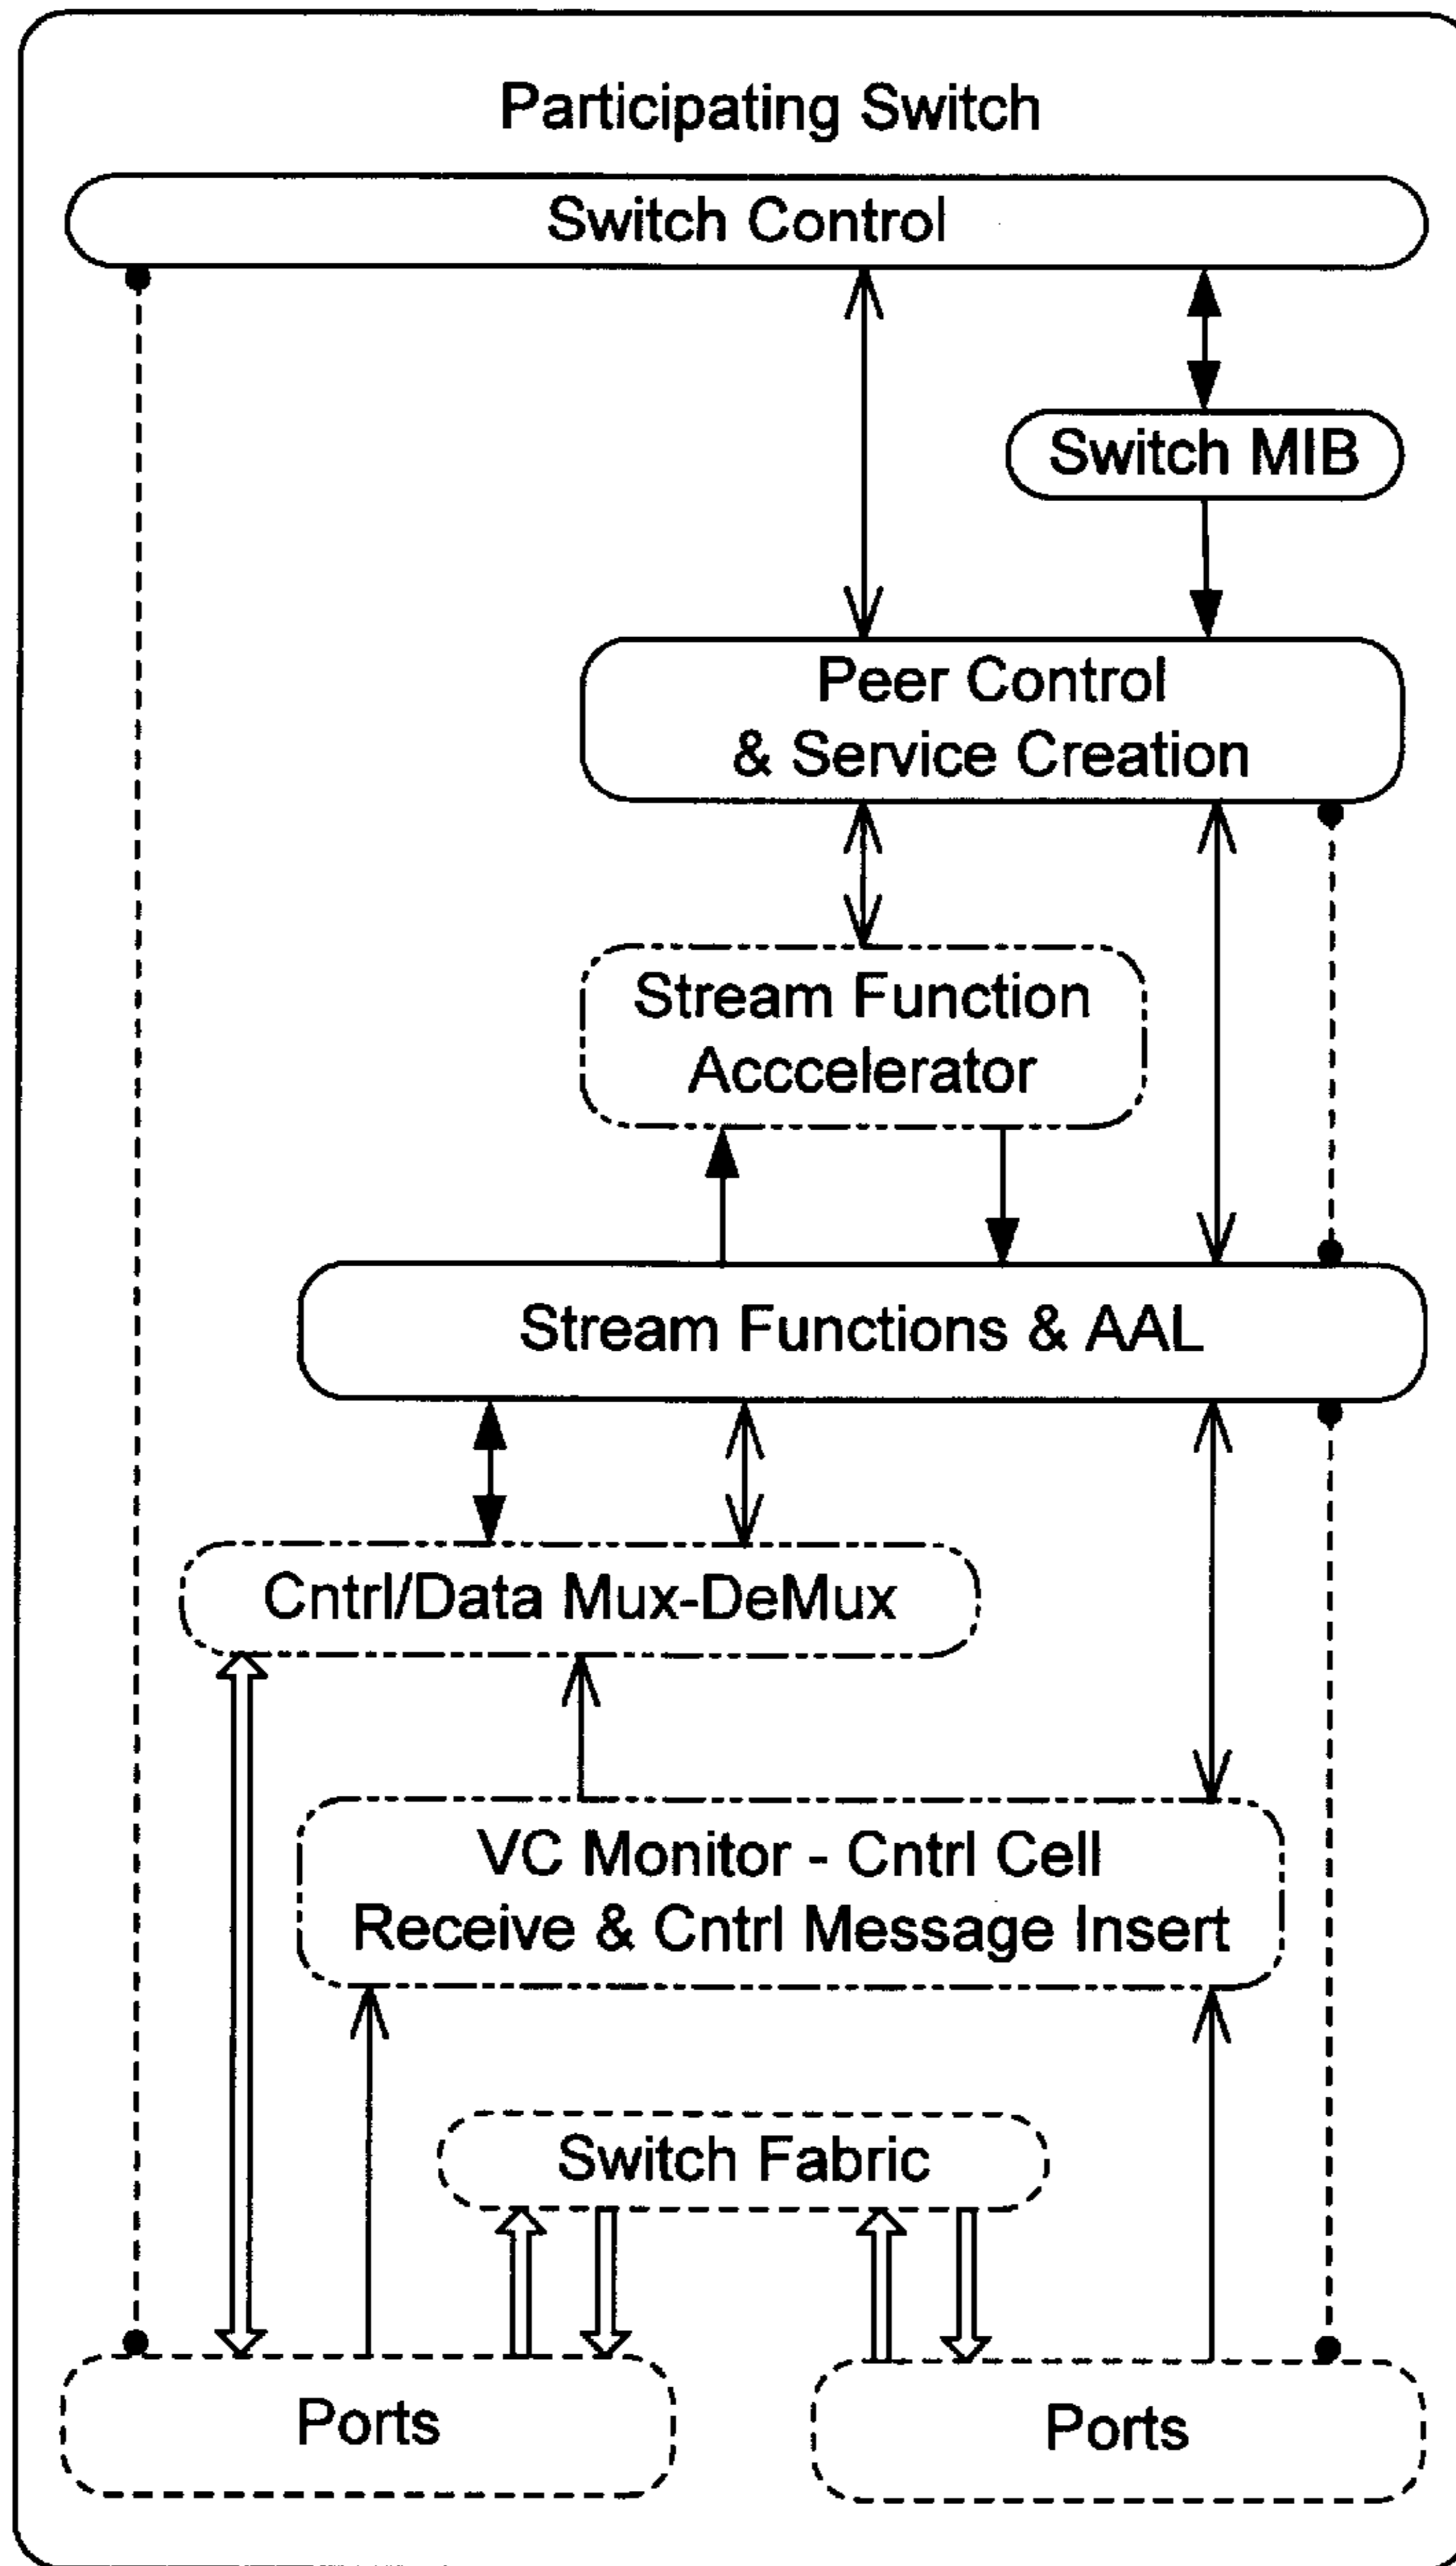 Participating Switch
Switch Control
Switch MIB
Peer Control
& Service Creation
Stream Function
Acccelerator
Stream Functions & AAL
Cntrl/Data Mux-DeMux
VC Monitor - Cntrl Cell
Receive & Cntrl Message Insert
Switch Fabric
Ports
Ports